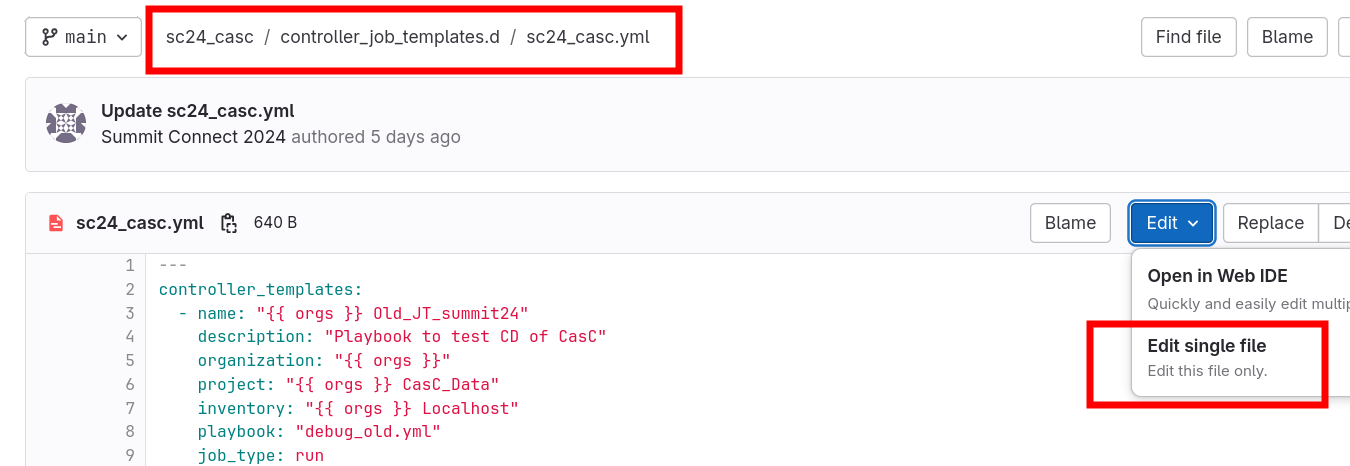 main
sc24_casc / controller_job_templates.d / sc24_casc.yml
Find file
Blame
Update sc24_casc.yml
Summit Connect 2024 authored 5 days ago
sc24_casc.yml 640 B
Blame
Edit
Replace
Open in Web IDE
Quickly and easily edit
Edit single file
Edit this file only.
1 ---
2 controller_templates:
3 - name: "{{ orgs }} Old_JT_summit24"
4 description: "Playbook to test CD of CasC"
5 organization: "{{ orgs }}"
6 project: "{{ orgs }} CasC_Data"
7 inventory: "{{ orgs }} Localhost"
8 playbook: "debug_old.yml"
9 job_type: run